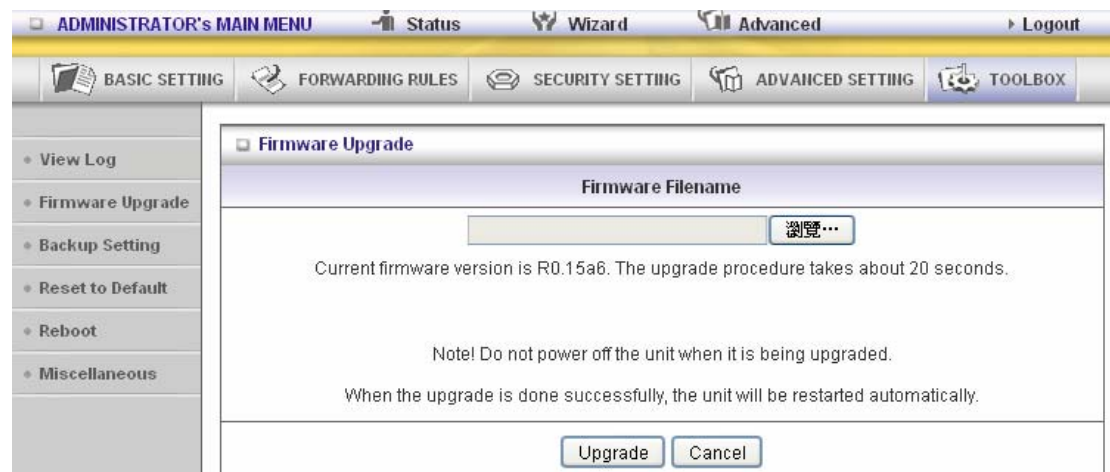 ADMINISTRATOR's MAIN MENU Status Wizard Advanced Logout
BASIC SETTING FORWARDING RULES SECURITY SETTING ADVANCED SETTING TOOLBOX
View Log
Firmware Upgrade
Backup Setting
Reset to Default
Reboot
Miscellaneous
Firmware Upgrade
Firmware Filename
瀏覽…
Current firmware version is R0.15a6. The upgrade procedure takes about 20 seconds.
Note! Do not power off the unit when it is being upgraded.
When the upgrade is done successfully, the unit will be restarted automatically.
Upgrade Cancel